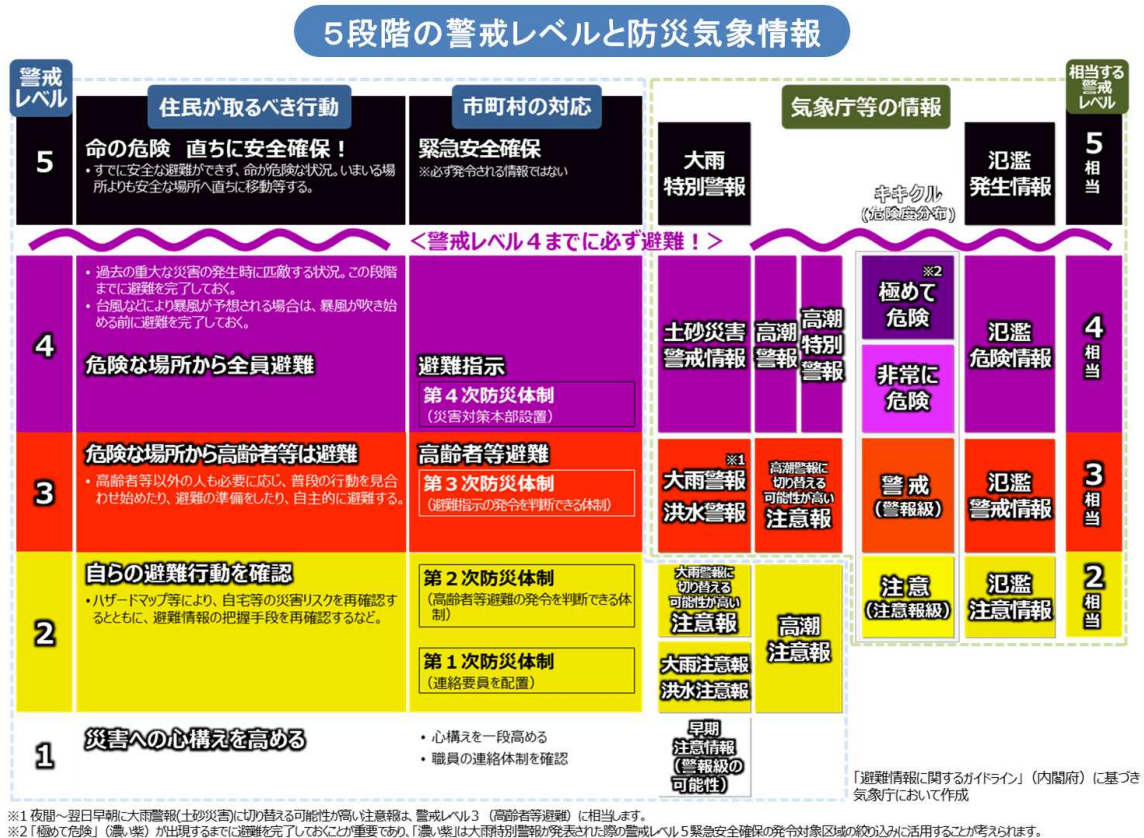 5段階の警戒レベルと防災気象情報
警戒
レベル
住民が取るべき行動
市町村の対応
気象庁等の情報
相当する
警戒
レベル
5
命の危険 直ちに安全確保！
・すでに安全な避難ができず、命が危険な状況。いまいる場
所よりも安全な場所へ直ちに移動等する。
緊急安全確保
※必ず発令される情報ではない
大雨
特別警報
キキクル
(危険度分布)
氾濫
発生情報
5
相
当
＜警戒レベル4までに必ず避難！＞
4
・過去の重大な災害の発生時に匹敵する状況。この段階
までに避難を完了しておく。
・台風などにより暴風が予想される場合は、暴風が吹き始
める前に避難を完了しておく。
危険な場所から全員避難
避難指示
第4次防災体制
（災害対策本部設置）
土砂災害
警戒情報
高潮
警報
高潮
特別
警報
※2
極めて
危険
非常に
危険
氾濫
危険情報
4
相
当
3
危険な場所から高齢者等は避難
・高齢者等以外の人も必要に応じ、普段の行動を見合
わせ始めたり、避難の準備をしたり、自主的に避難する。
高齢者等避難
第3次防災体制
（避難指示の発令を判断できる体制）
※1
大雨警報
洪水警報
高潮警報に
切り替える
可能性が高い
注意報
警戒
（警報級）
氾濫
警戒情報
3
相
当
2
自らの避難行動を確認
・ハザードマップ等により、自宅等の災害リスクを再確認す
るとともに、避難情報の把握手段を再確認するなど。
第2次防災体制
（高齢者等避難の発令を判断できる体
制）
第1次防災体制
（連絡要員を配置）
大雨警報に
切り替える
可能性が高い
注意報
大雨注意報
洪水注意報
高潮
注意報
注意
（注意報級）
氾濫
注意情報
2
相
当
1
災害への心構えを高める
・心構えを一段高める
・職員の連絡体制を確認
早期
注意情報
（警報級の
可能性）
「避難情報に関するガイドライン」（内閣府）に基づき
気象庁において作成
※1 夜間～翌日早朝に大雨警報(土砂災害)に切り替える可能性が高い注意報は、警戒レベル3（高齢者等避難）に相当します。
※2 「極めて危険」（濃い紫）が出現するまでに避難を完了しておくことが重要であり、「濃い紫」は大雨特別警報が発表された際の警戒レベル5緊急安全確保の発令対象区域の絞り込みに活用することが考えられます。